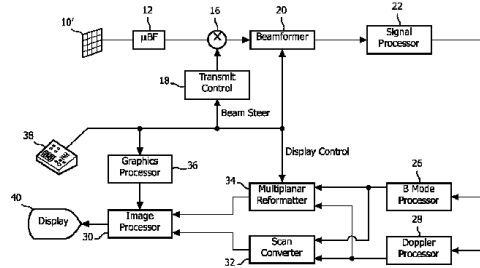 10'
12
µBF
16
20
Beamformer
22
Signal
Processor
18
Transmit
Control
Beam Steer
38
Graphics
Processor
36
Display Control
40
Display
Image
Processor
30
34
Multiplanar
Reformatter
26
B Mode
Processor
28
Doppler
Processor
Scan
Converter
32